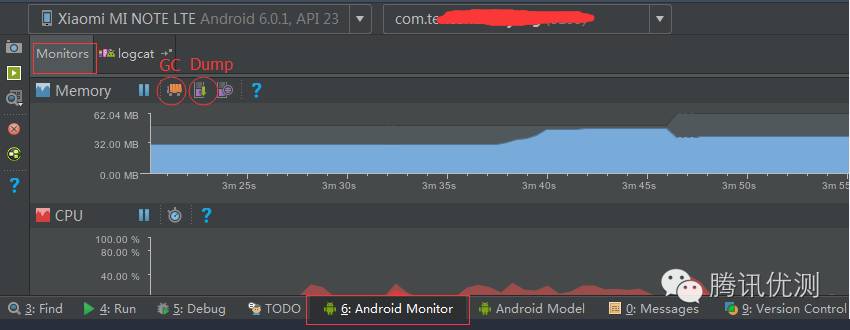 Xiaomi MI NOTE LTE Android 6.0.1, API 23
com.te
Monitors logcat
GC Dump
Memory ?
62.04 MB
32.00 MB
0.00 MB
3m 25s 3m 30s 3m 35s 3m 40s 3m 45s 3m 50s 3m 55
CPU ?
100.00 %
80.00 %
40.00 %
腾讯优测
3: Find 4: Run 5: Debug TODO 6: Android Monitor Android Model 0: Messages 9: Version Control